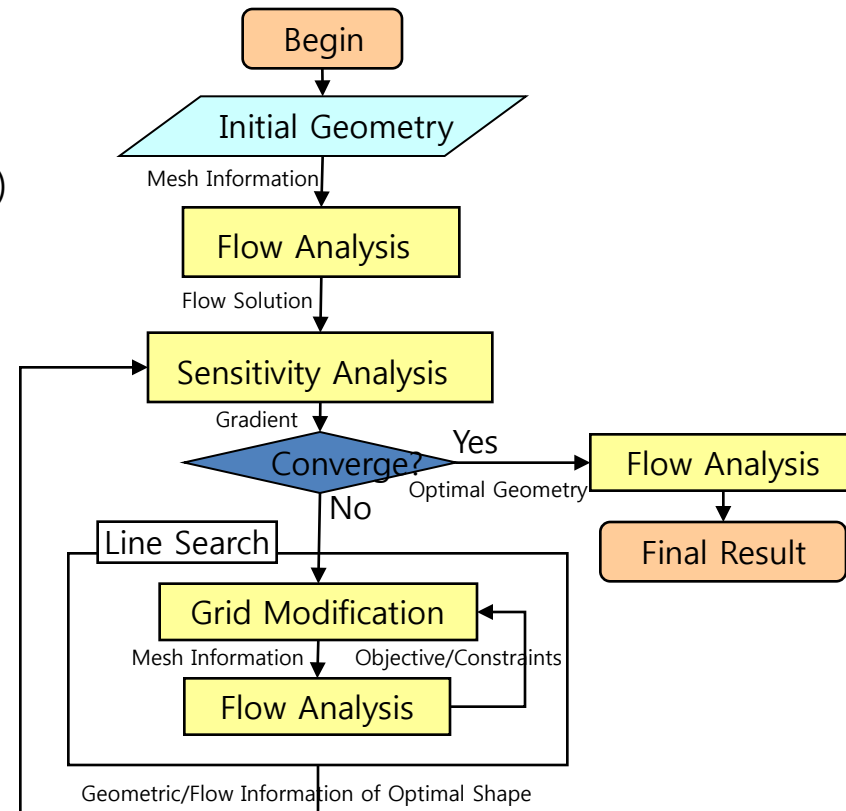 Begin
Initial Geometry
)
Mesh Information
Flow Analysis
Flow Solution
Sensitivity Analysis
Gradient
Converge?
Yes
Flow Analysis
Optimal Geometry
No
Line Search
Final Result
Grid Modification
Mesh Information
Objective/Constraints
Flow Analysis
Geometric/Flow Information of Optimal Shape